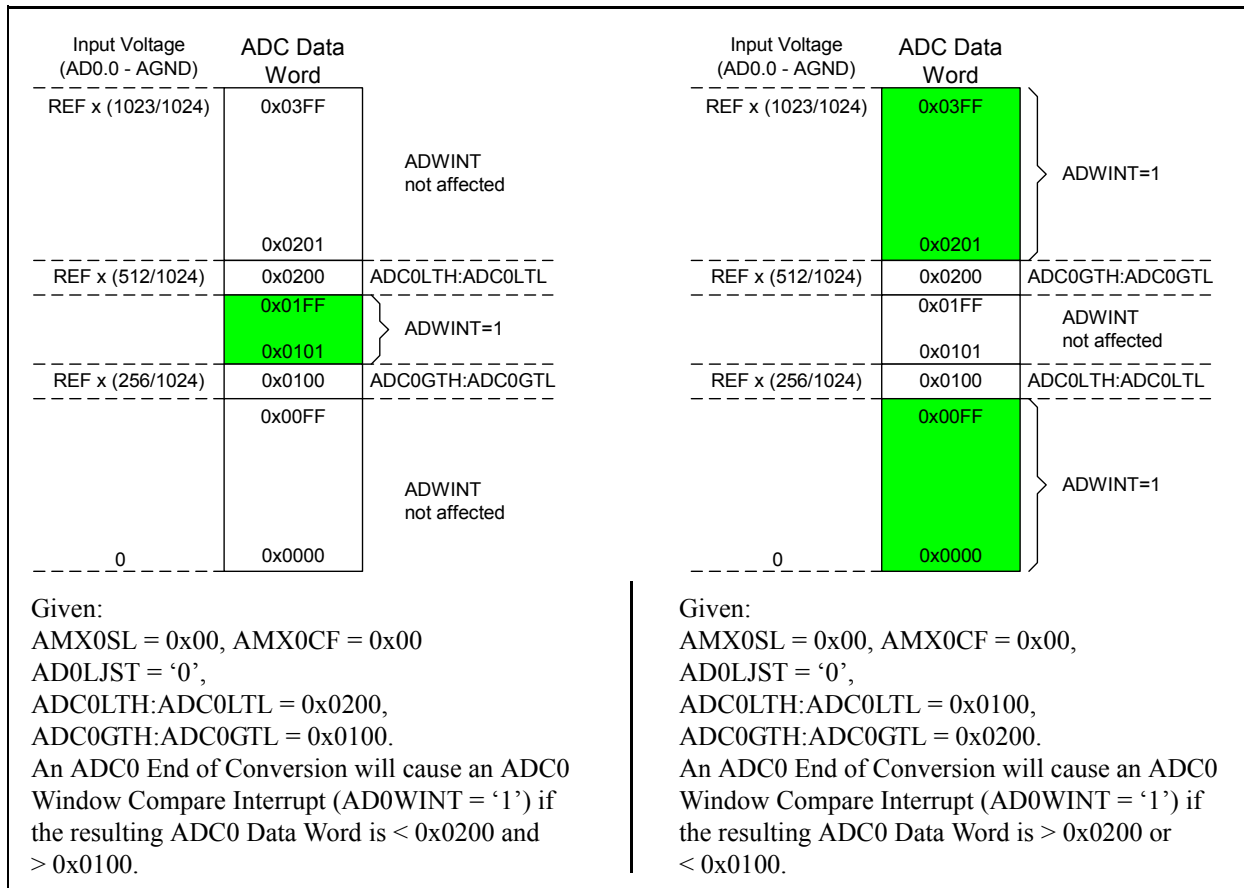 Input Voltage
(AD0.0 - AGND)
ADC Data
Word
REF x (1023/1024)
0x03FF
ADWINT
not affected
0x0201
REF x (512/1024)
0x0200
ADC0LTH:ADC0LTL
0x01FF
ADWINT=1
0x0101
REF x (256/1024)
0x0100
ADC0GTH:ADC0GTL
0x00FF
ADWINT
not affected
0
0x0000
Given:
AMX0SL = 0x00, AMX0CF = 0x00
AD0LJST = ‘0’,
ADC0LTH:ADC0LTL = 0x0200,
ADC0GTH:ADC0GTL = 0x0100.
An ADC0 End of Conversion will cause an ADC0
Window Compare Interrupt (AD0WINT = ‘1’) if
the resulting ADC0 Data Word is < 0x0200 and
> 0x0100.
Input Voltage
(AD0.0 - AGND)
ADC Data
Word
REF x (1023/1024)
0x03FF
ADWINT=1
0x0201
REF x (512/1024)
0x0200
ADC0GTH:ADC0GTL
0x01FF
ADWINT
not affected
0x0101
REF x (256/1024)
0x0100
ADC0LTH:ADC0LTL
0x00FF
ADWINT=1
0
0x0000
Given:
AMX0SL = 0x00, AMX0CF = 0x00,
AD0LJST = ‘0’,
ADC0LTH:ADC0LTL = 0x0100,
ADC0GTH:ADC0GTL = 0x0200.
An ADC0 End of Conversion will cause an ADC0
Window Compare Interrupt (AD0WINT = ‘1’) if
the resulting ADC0 Data Word is > 0x0200 or
< 0x0100.